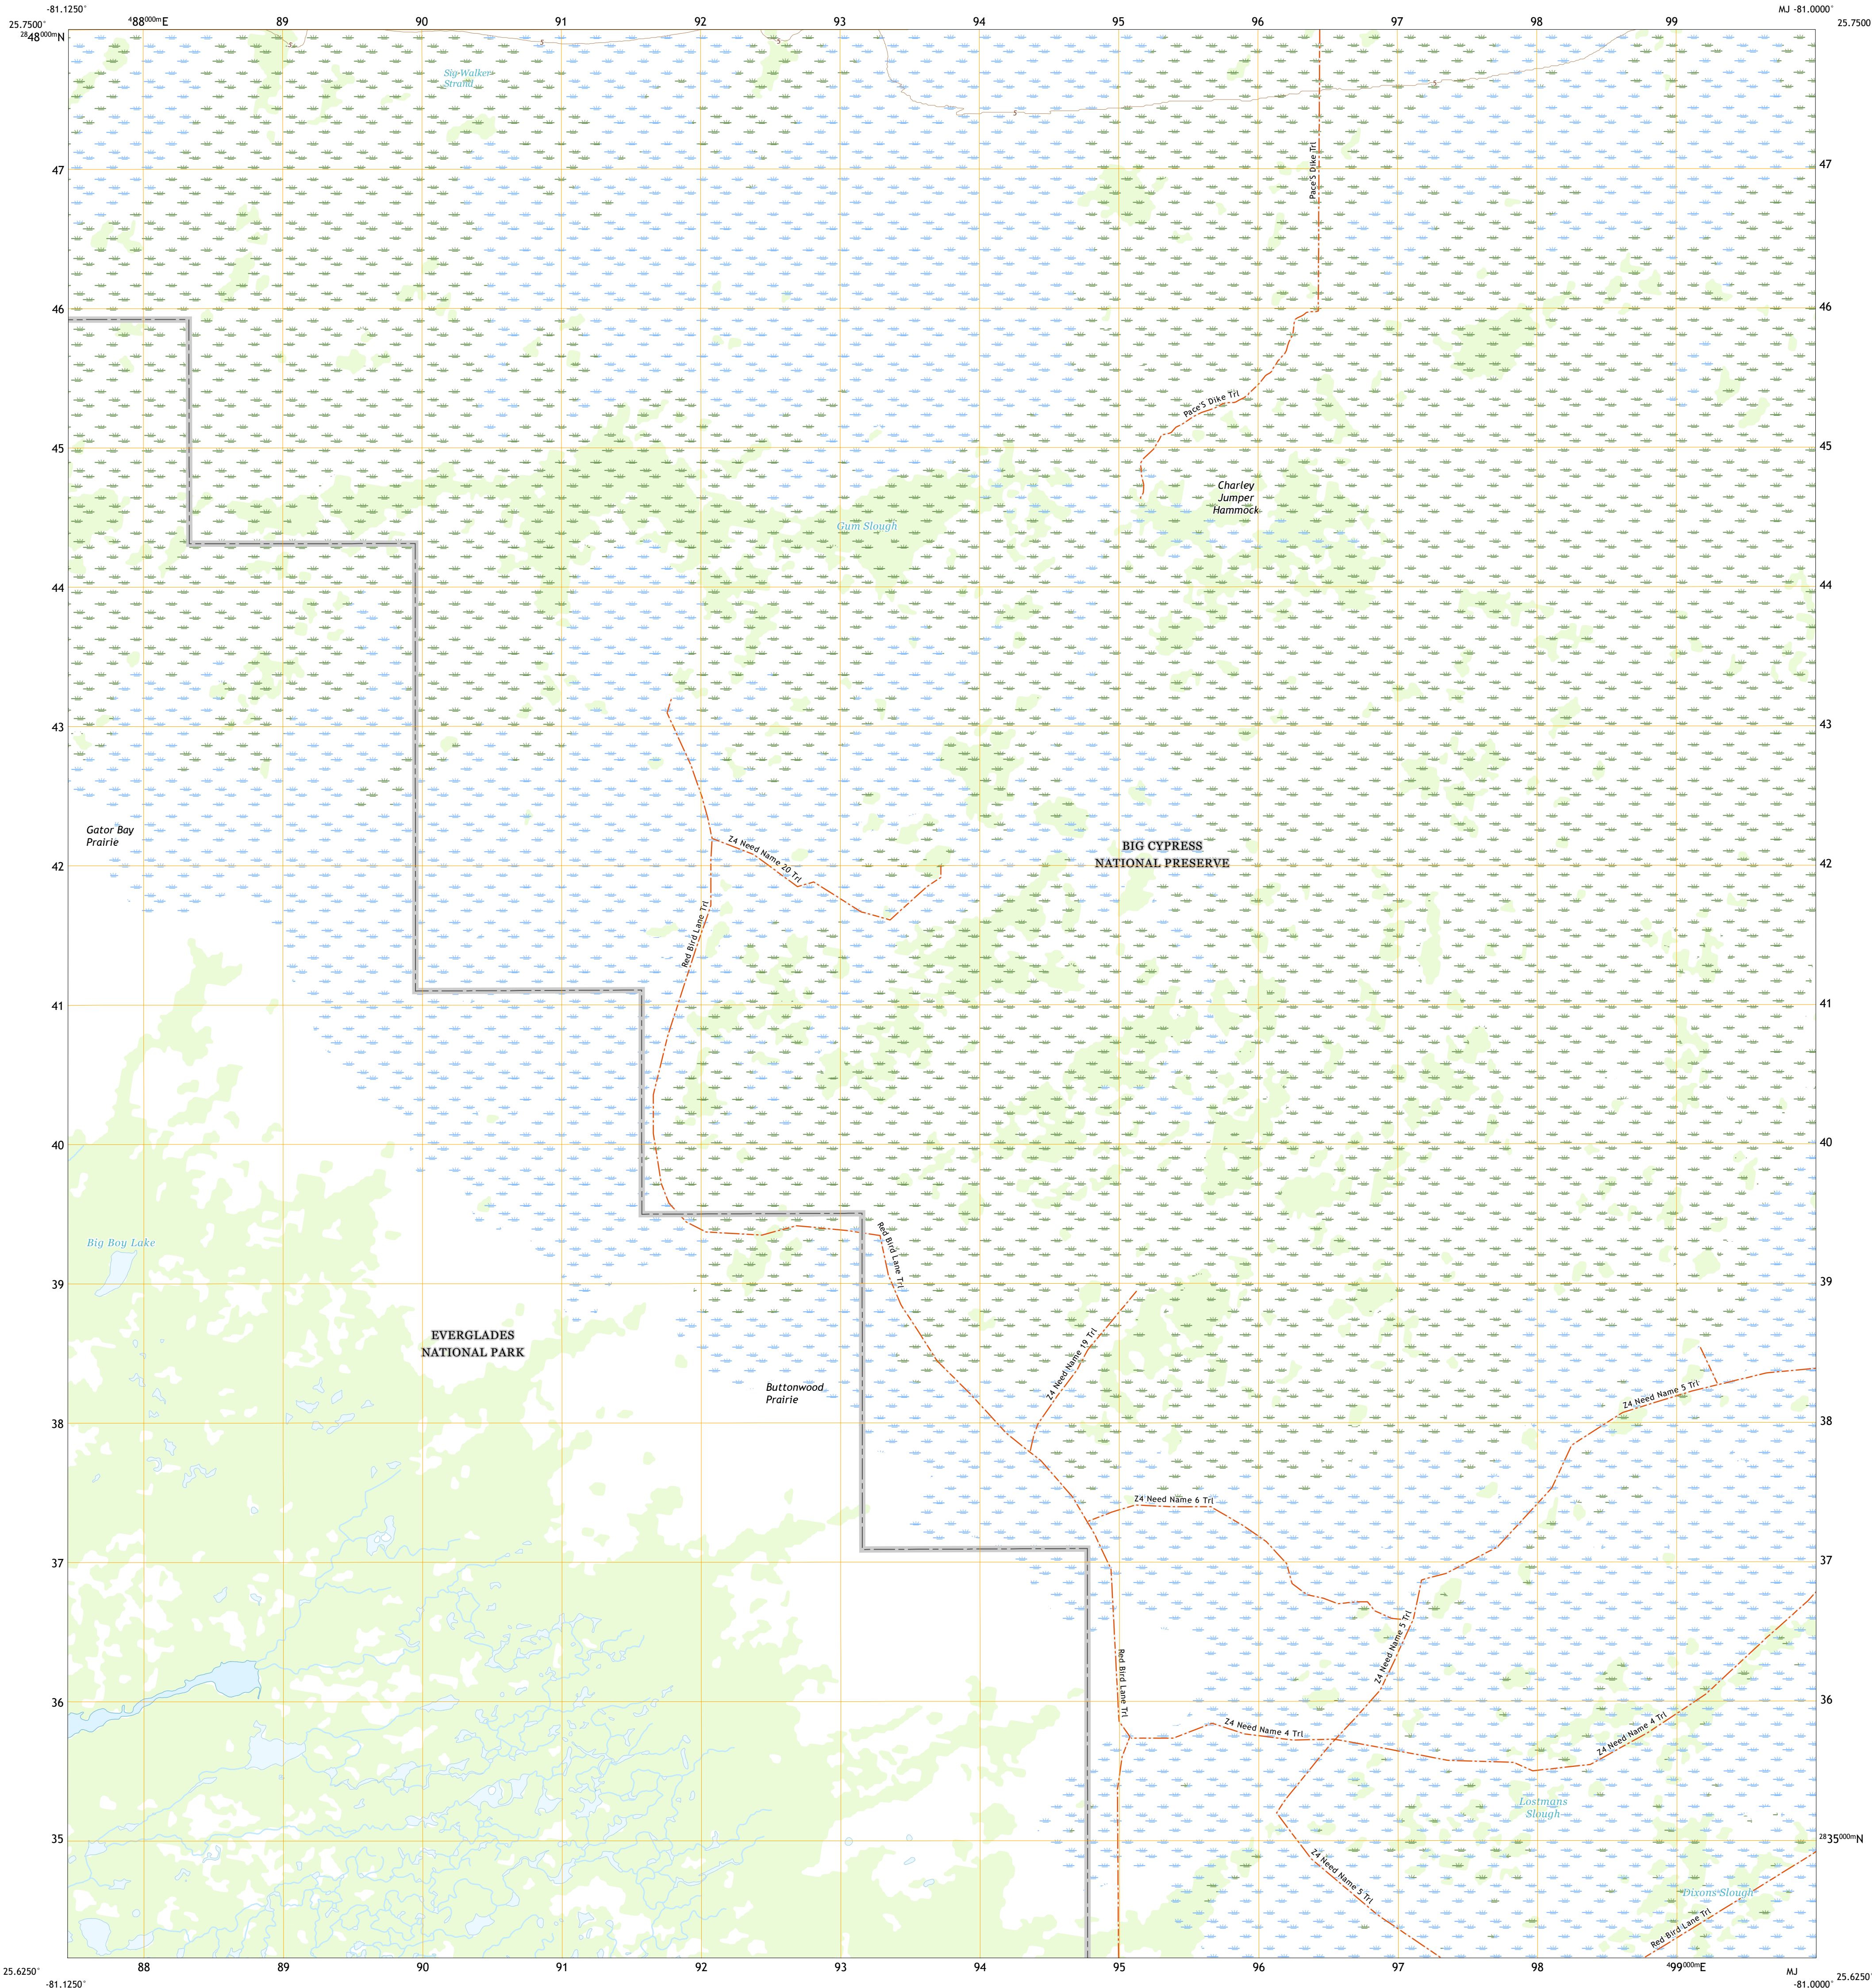 -81.1250°
MJ -81.0000°
25.7500
⁴88⁰⁰⁰ᵐE
89
90
91
92
93
94
95
96
97
98
99
25.7500
²⁸48⁰⁰⁰ᵐN
5
5
5
5
5
Sig-Walker
Strand
Pace'S Dike Trl
47
47
46
46
Pace'S Dike Trl
45
45
Charley
Jumper
Hammock
Gum Slough
44
44
43
43
Gator Bay
Prairie
Z4 Need Name 20 Trl
BIG CYPRESS
NATIONAL PRESERVE
42
42
Red Bird Lane Trl
41
41
40
40
Big Boy Lake
Red Bird Lane Trl
39
39
EVERGLADES
NATIONAL PARK
Z4 Need Name 19 Trl
Buttonwood
Prairie
Z4 Need Name 5 Trl
38
38
Z4 Need Name 6 Trl
37
37
Z4 Need Name 5 Trl
Red Bird Lane Trl
36
36
Z4 Need Name 4 Trl
Z4 Need Name 4 Trl
Lostmans
Slough
35
²⁸35⁰⁰⁰ᵐN
Z4 Need Name 5 Trl
Dixons Slough
Red Bird Lane Trl
25.6250°
88
89
90
91
92
93
94
95
96
97
98
⁴99⁰⁰⁰ᵐE
MJ
25.6250°
-81.1250°
-81.0000°